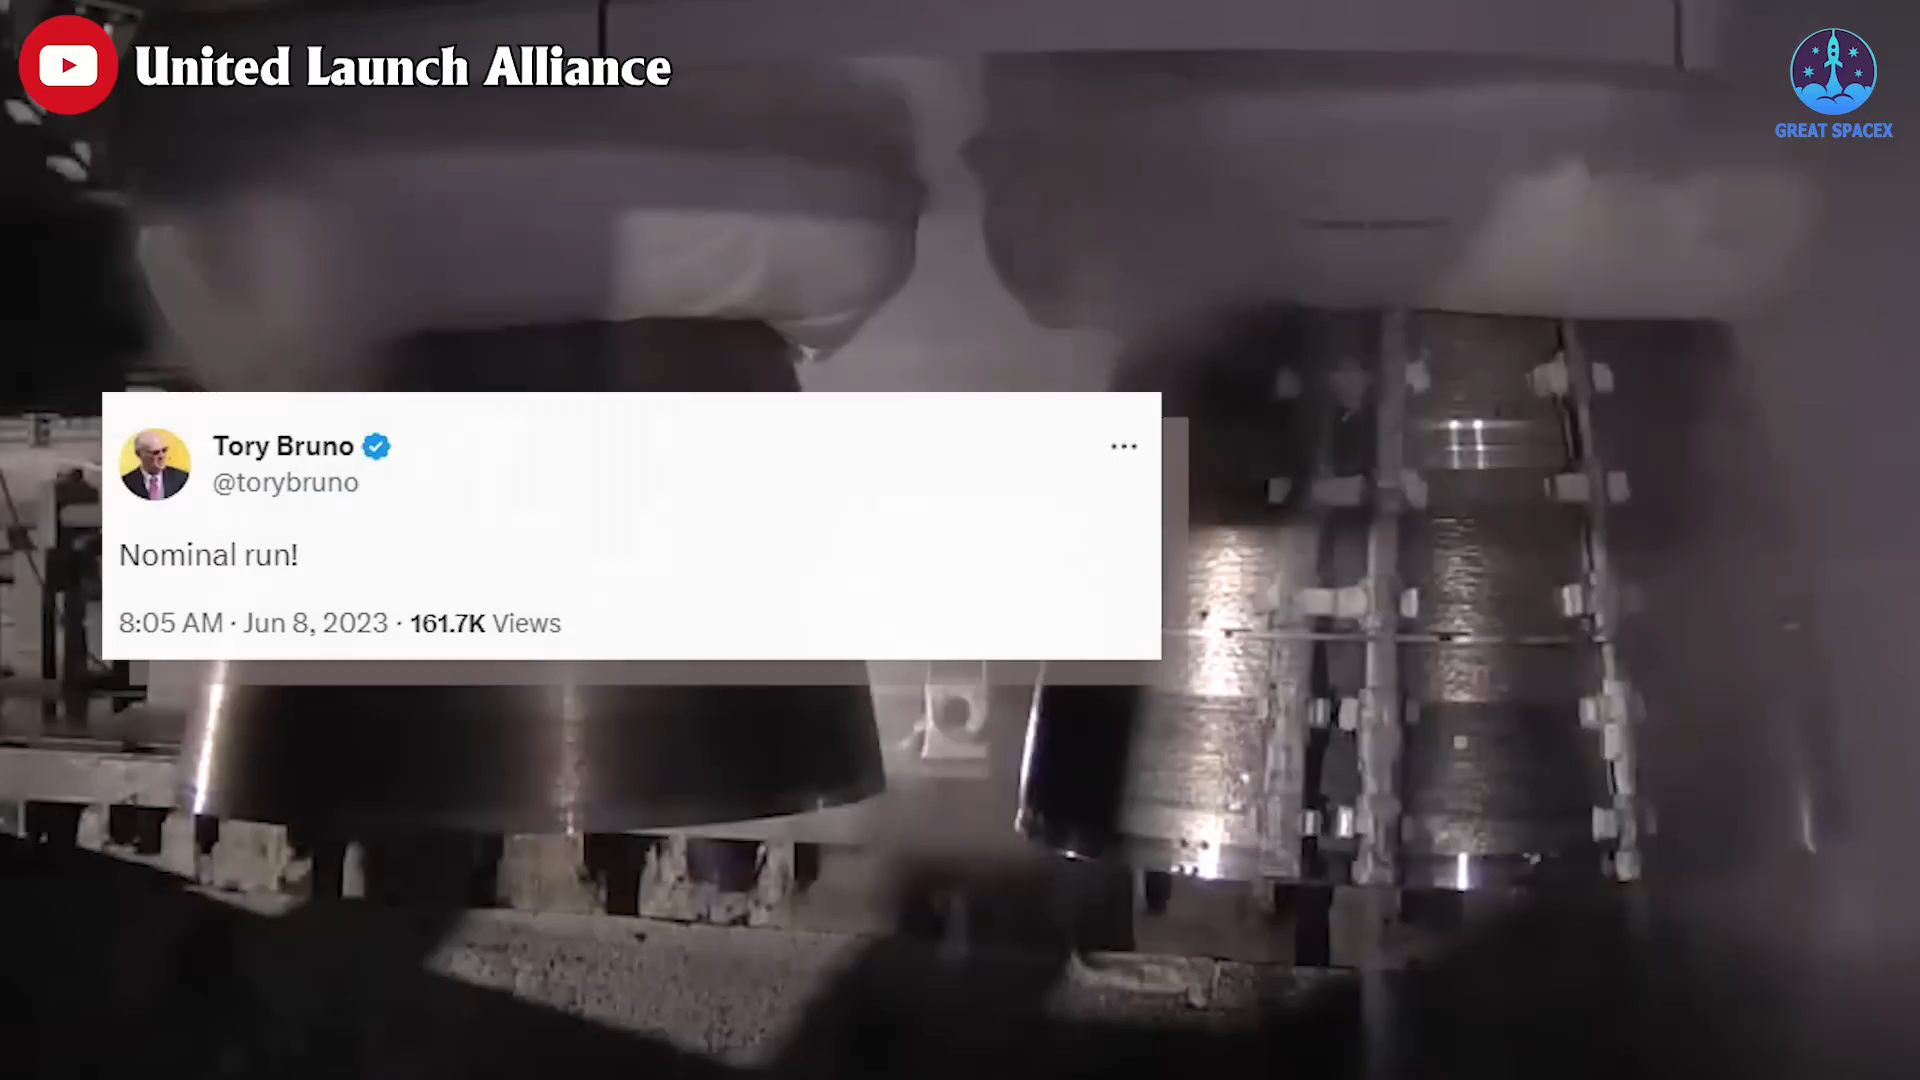 United Launch Alliance
GREAT SPACEX
Tory Bruno
@torybruno
Nominal run!
8:05 AM · Jun 8, 2023 · 161.7K Views